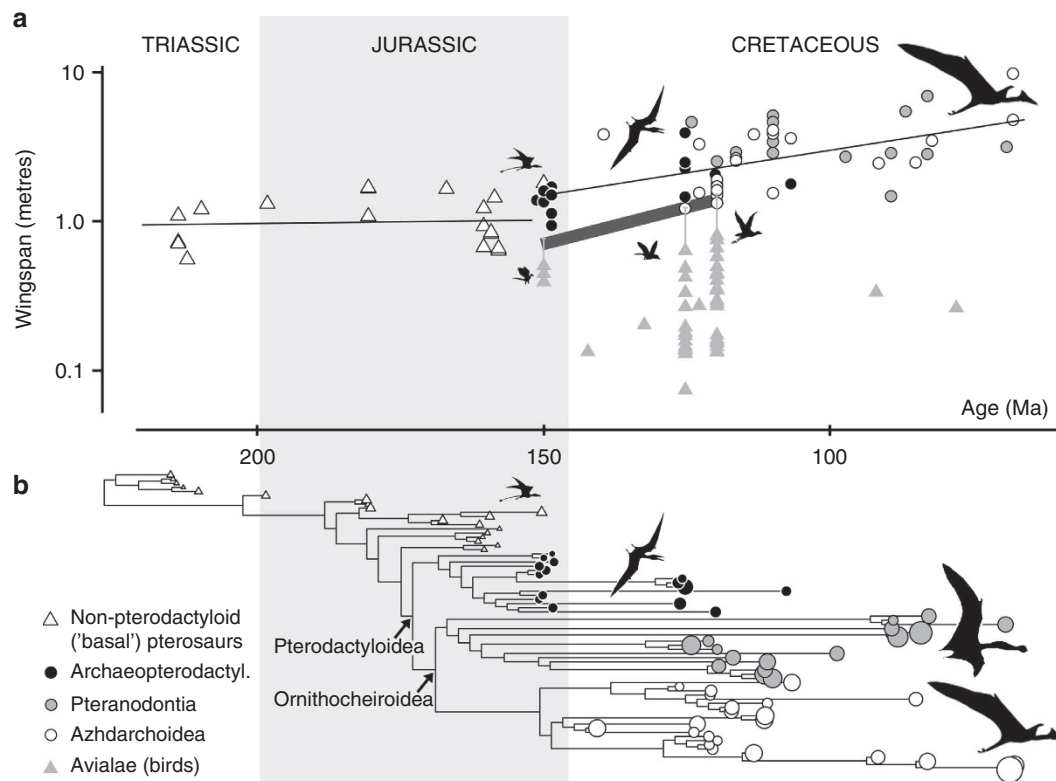 a
TRIASSIC JURASSIC CRETACEOUS
10
1.0
0.1
Wingspan (metres)
Age (Ma)
200 150 100
b
Pterodactyloidea
Ornithocheiroidea
Non-pterodactyloid
('basal') pterosaurs
Archaeopterodactyl.
Pteranodontia
Azhdarchoidea
Avialae (birds)